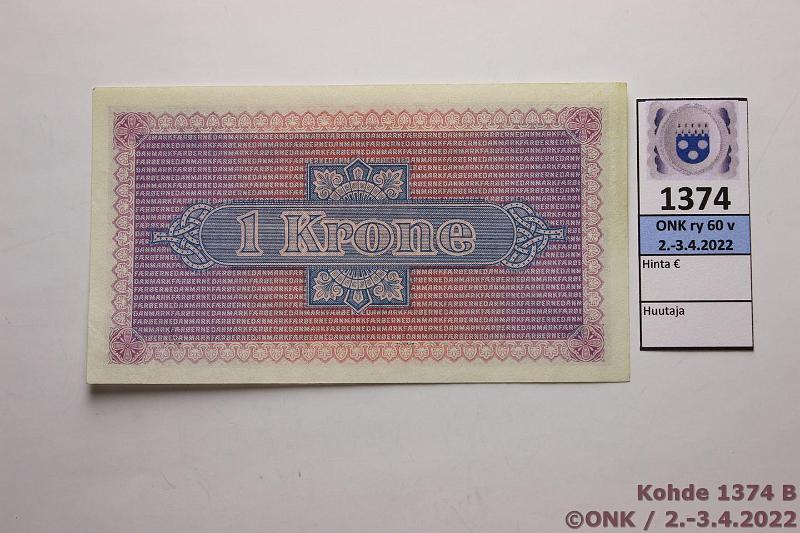 1 Krone
DANMARKFÆRØERNEDANMARKFÆRØERNEDANMARKFÆRØERNE
1374
ONK ry 60 v
2.-3.4.2022
Hinta €
Huutaja
Kohde 1374 B
©ONK / 2.-3.4.2022